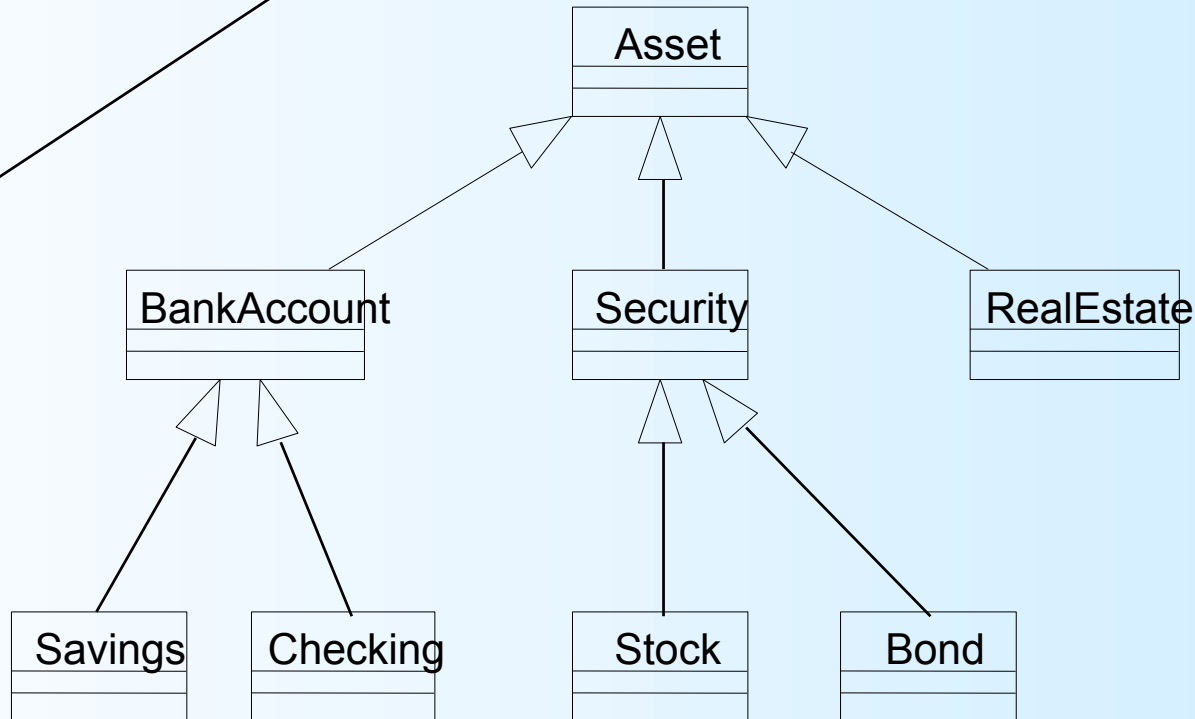 Asset
BankAccount
Security
RealEstate
Savings
Checking
Stock
Bond